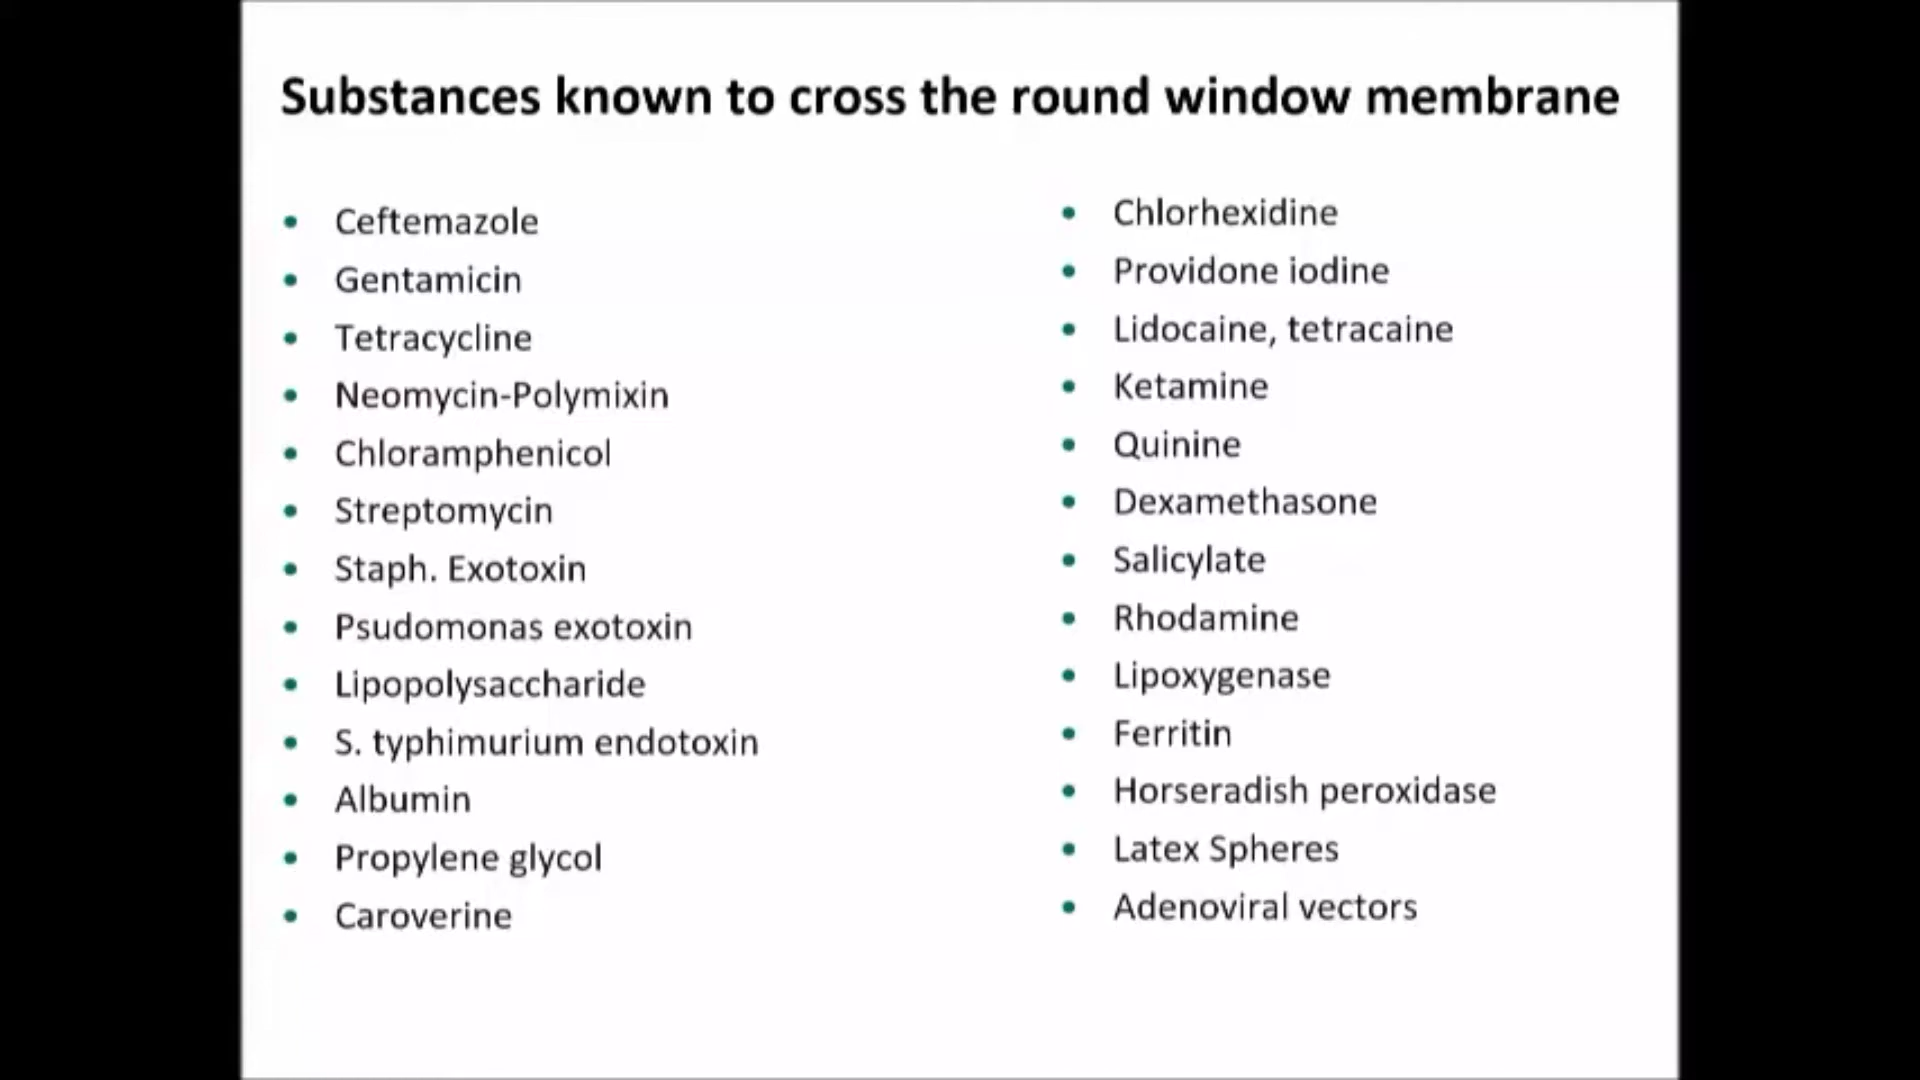 Substances known to cross the round window membrane
• Ceftemazole
• Gentamicin
• Tetracycline
• Neomycin-Polymixin
• Chloramphenicol
• Streptomycin
• Staph. Exotoxin
• Psudomonas exotoxin
• Lipopolysaccharide
• S. typhimurium endotoxin
• Albumin
• Propylene glycol
• Caroverine
• Chlorhexidine
• Providone iodine
• Lidocaine, tetracaine
• Ketamine
• Quinine
• Dexamethasone
• Salicylate
• Rhodamine
• Lipoxygenase
• Ferritin
• Horseradish peroxidase
• Latex Spheres
• Adenoviral vectors